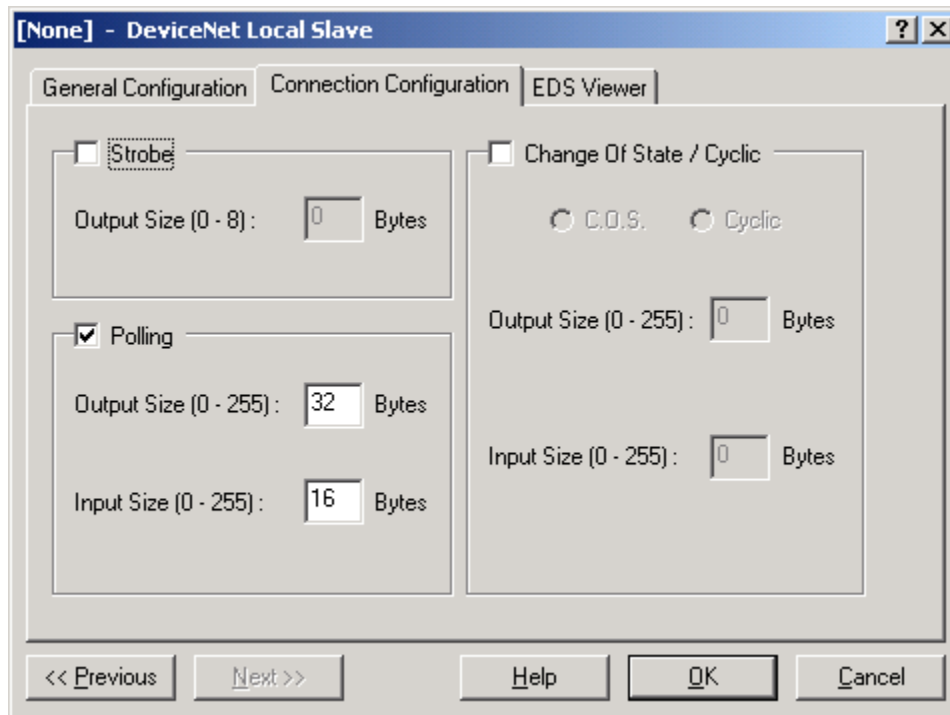 [None] - DeviceNet Local Slave
General Configuration
Connection Configuration
EDS Viewer
Strobe
Output Size (0 - 8) : 0 Bytes
Polling
Output Size (0 - 255) : 32 Bytes
Input Size (0 - 255) : 16 Bytes
Change Of State / Cyclic
C.O.S. Cyclic
Output Size (0 - 255) : 0 Bytes
Input Size (0 - 255) : 0 Bytes
<< Previous
Next >>
Help
OK
Cancel